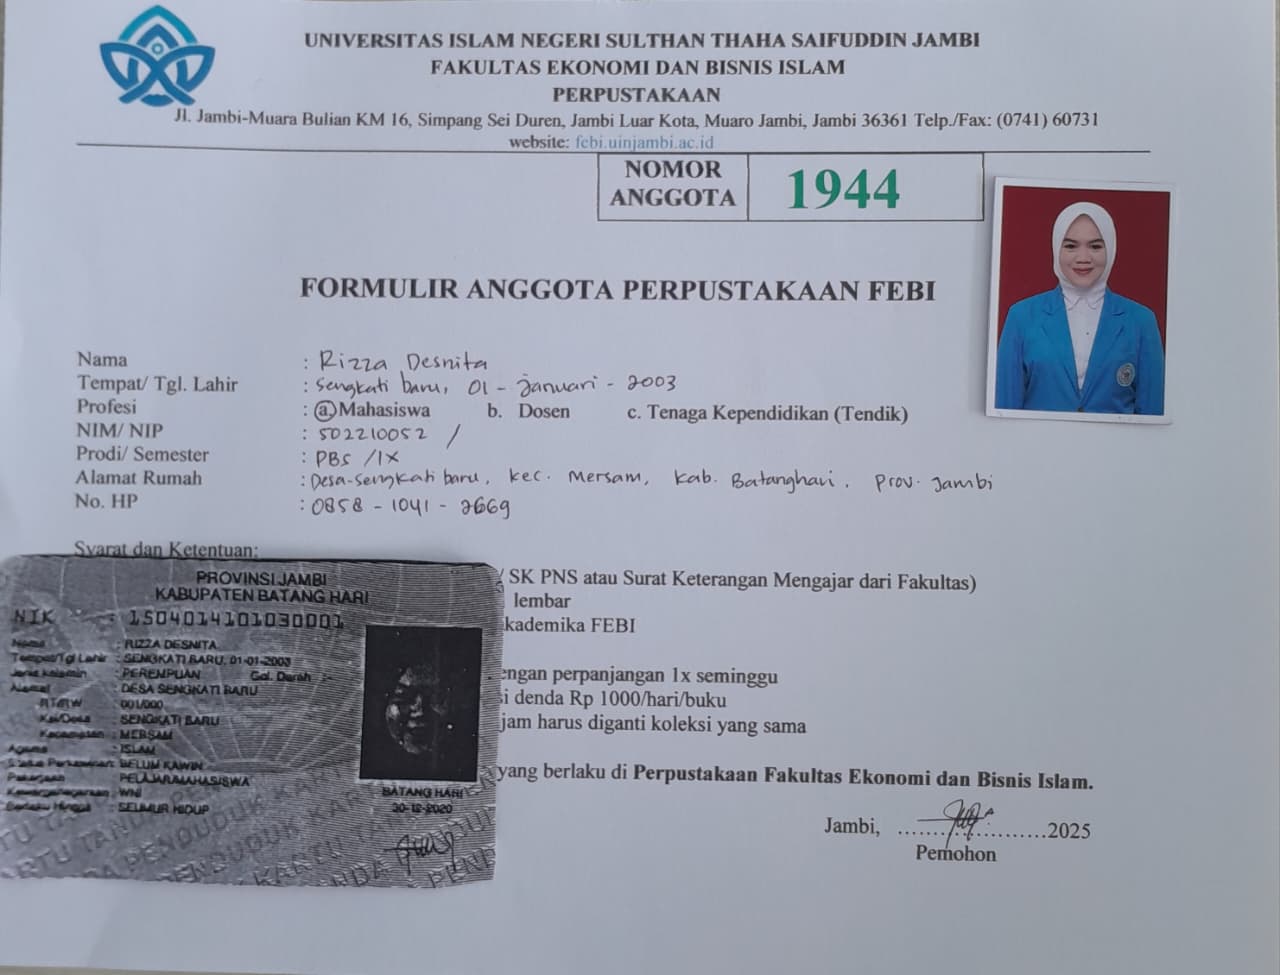 UNIVERSITAS ISLAM NEGERI SULTHAN THAHA SAIFUDDIN JAMBI
FAKULTAS EKONOMI DAN BISNIS ISLAM
PERPUSTAKAAN
Jl. Jambi-Muara Bulian KM 16, Simpang Sei Duren, Jambi Luar Kota, Muaro Jambi, Jambi 36361 Telp./Fax: (0741) 60731
website: febi.uinjambi.ac.id
NOMOR ANGGOTA 1944
FORMULIR ANGGOTA PERPUSTAKAAN FEBI
Nama : Rizza Desnita
Tempat/ Tgl. Lahir : Sengkati baru, 01 - Januari - 2003
Profesi : a. Mahasiswa b. Dosen c. Tenaga Kependidikan (Tendik)
NIM/ NIP : 502210052 /
Prodi/ Semester : PBS /IX
Alamat Rumah : Desa-sengkati baru, kec. Mersam, kab. Batanghari. Prov. Jambi
No. HP : 0858 - 1041 - 2669
Syarat dan Ketentuan:
/ SK PNS atau Surat Keterangan Mengajar dari Fakultas)
lembar
kademika FEBI
engan perpanjangan 1x seminggu
i denda Rp 1000/hari/buku
jam harus diganti koleksi yang sama
yang berlaku di Perpustakaan Fakultas Ekonomi dan Bisnis Islam.
Jambi, ........................2025
Pemohon
PROVINSI JAMBI
KABUPATEN BATANG HARI
NIK : 1504014101030001
Nama : RIZZA DESNITA
Tempat/Tgl Lahir : SENGKATI BARU, 01-01-2003
Jenis kelamin : PEREMPUAN Gol. Darah :-
Alamat : DESA SENGKATI BARU
RT/RW : 001/000
Kel/Desa : SENGKATI BARU
Kecamatan : MERSAM
Agama : ISLAM
Status Perkawinan: BELUM KAWIN
Pekerjaan : PELAJAR/MAHASISWA
Kewarganegaraan: WNI
Berlaku Hingga : SEUMUR HIDUP
BATANG HARI
30-12-2020